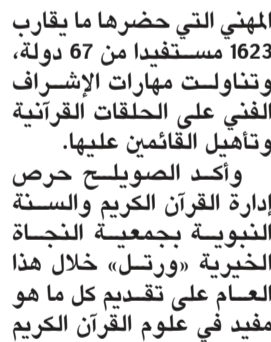 المهني التي حضرها ما يقارب
1623 مستفيدا من 67 دولة،
وتناولت مهارات الإشراف
الفني على الحلقات القرآنية
وتأهيل القائمين عليها.
وأكد الصويلح حرص
إدارة القرآن الكريم والسنة
النبوية بجمعية النجاة
الخيرية «ورتل» خلال هذا
العام على تقديم كل ما هو
مفيد في علوم القرآن الكريم